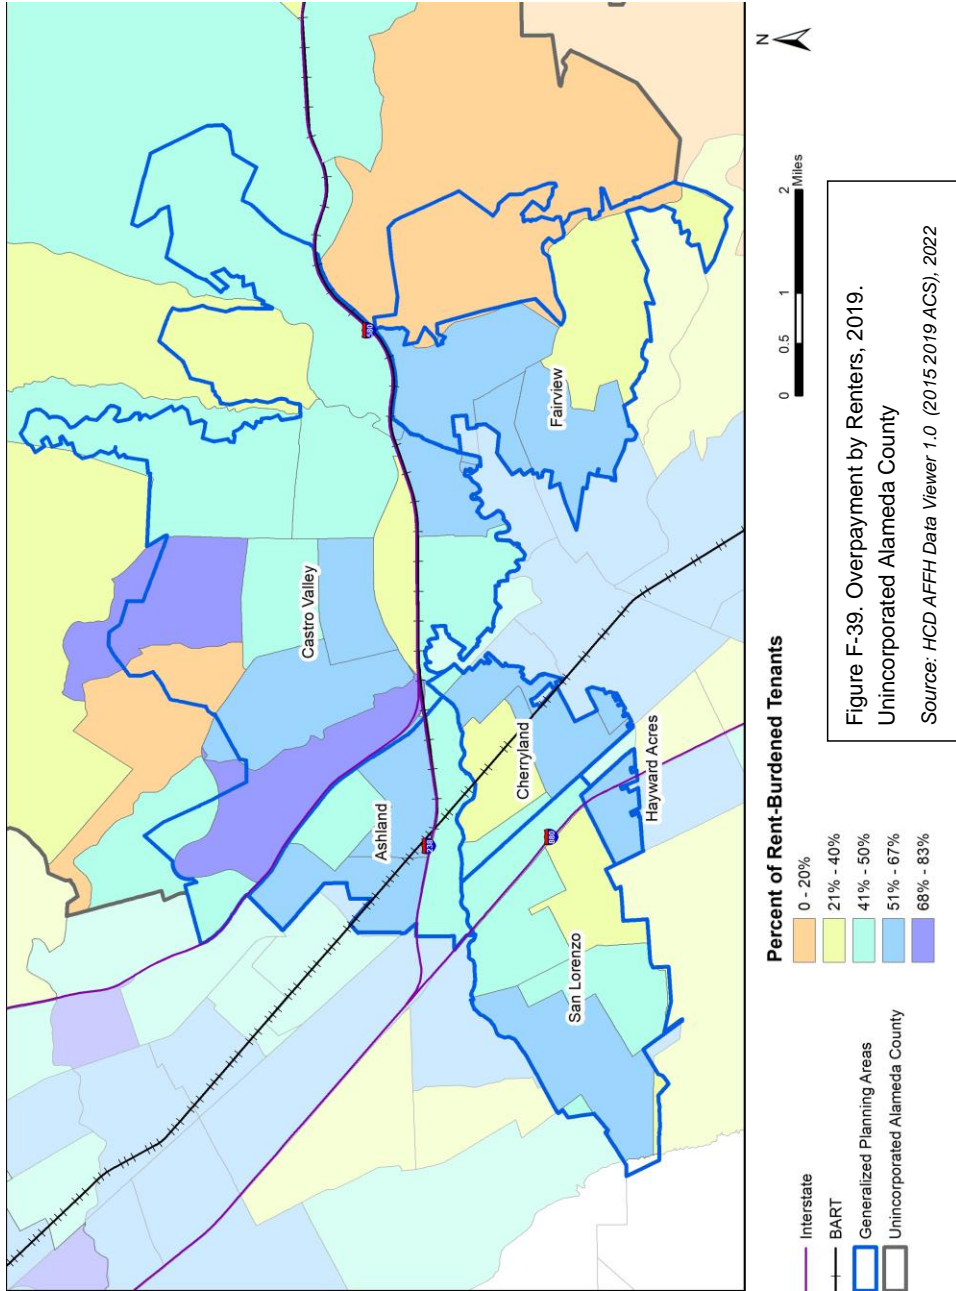 Castro Valley
Ashland
Cherryland
Fairview
San Lorenzo
Hayward Acres
580
238
880
N
0 0.5 1 2
Miles
Percent of Rent-Burdened Tenants
0 - 20%
21% - 40%
41% - 50%
51% - 67%
68% - 83%
Interstate
BART
Generalized Planning Areas
Unincorporated Alameda County
Figure F-39. Overpayment by Renters, 2019.
Unincorporated Alameda County
Source: HCD AFFH Data Viewer 1.0 (2015 2019 ACS), 2022